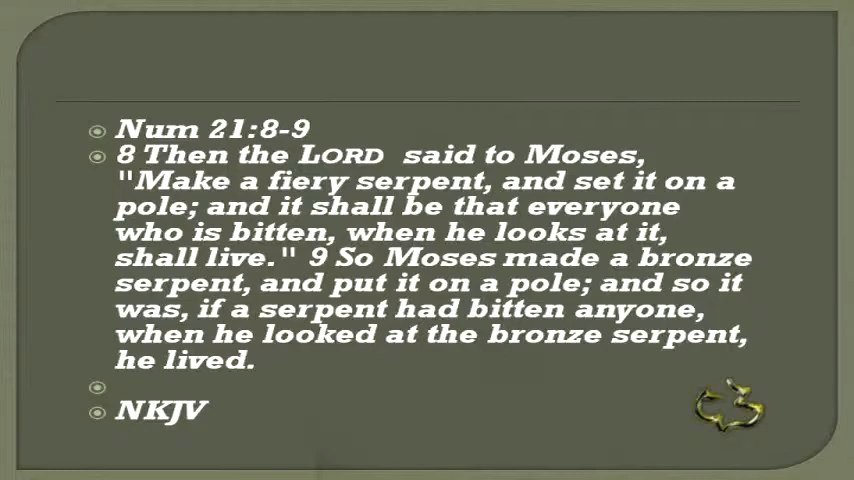 Num 21:8-9
8 Then the LORD said to Moses,
"Make a fiery serpent, and set it on a
pole; and it shall be that everyone
who is bitten, when he looks at it,
shall live." 9 So Moses made a bronze
serpent, and put it on a pole; and so it
was, if a serpent had bitten anyone,
when he looked at the bronze serpent,
he lived.
NKJV
C3